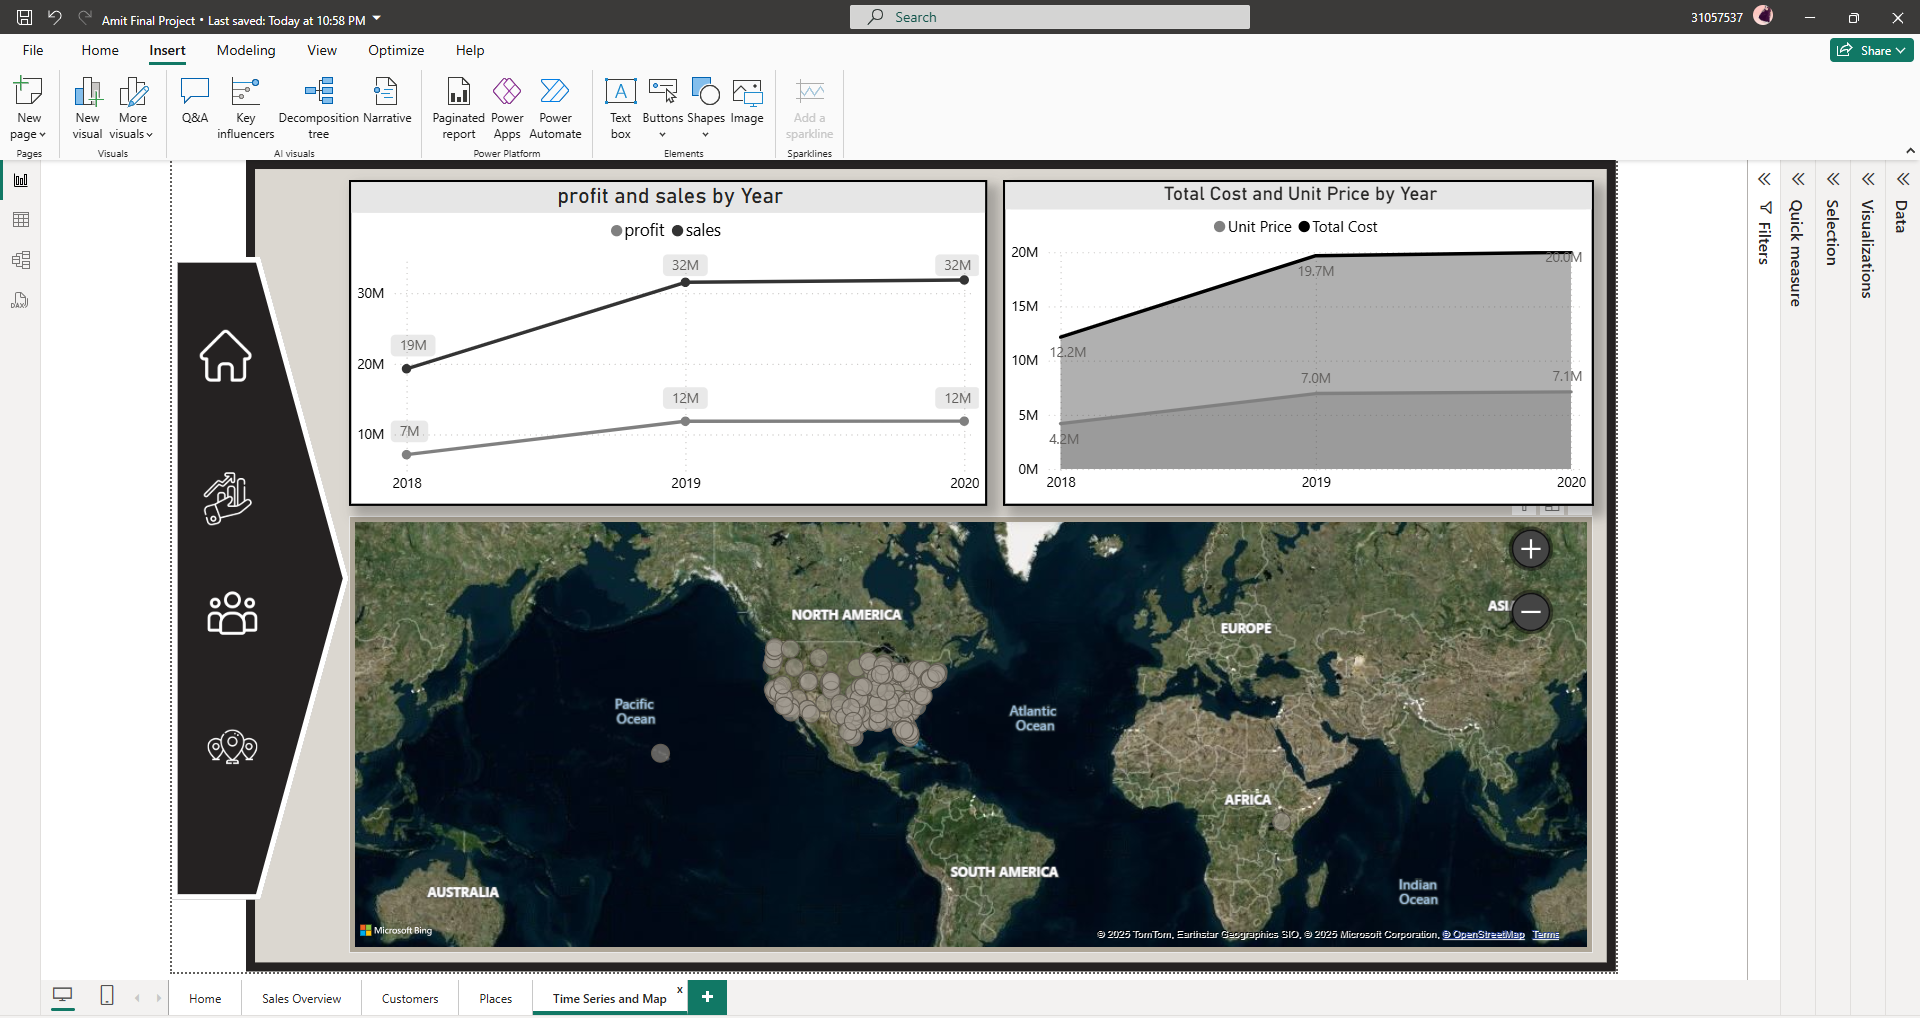 Amit Final Project • Last saved: Today at 10:58 PM
Search
31057537
File Home Insert Modeling View Optimize Help
Share
New page
New visual
More visuals
Q&A
Key influencers
Decomposition tree
Narrative
Paginated report
Power Apps
Power Automate
Text box
Buttons
Shapes
Image
Add a sparkline
Pages
Visuals
AI visuals
Power Platform
Elements
Sparklines
DAX
profit and sales by Year
profit sales
32M 32M
30M
19M
20M
12M 12M
10M 7M
2018 2019 2020
Total Cost and Unit Price by Year
Unit Price Total Cost
20M
19.7M 20.0M
15M
12.2M
10M
7.0M 7.1M
5M
4.2M
0M
2018 2019 2020
Filters
Quick measure
Selection
Visualizations
Data
NORTH AMERICA
EUROPE
ASI
Pacific
Ocean
Atlantic
Ocean
AFRICA
SOUTH AMERICA
AUSTRALIA
Indian
Ocean
Microsoft Bing
© 2025 TomTom, Earthstar Geographics SIO, © 2025 Microsoft Corporation, © OpenStreetMap Terms
Home Sales Overview Customers Places Time Series and Map x +